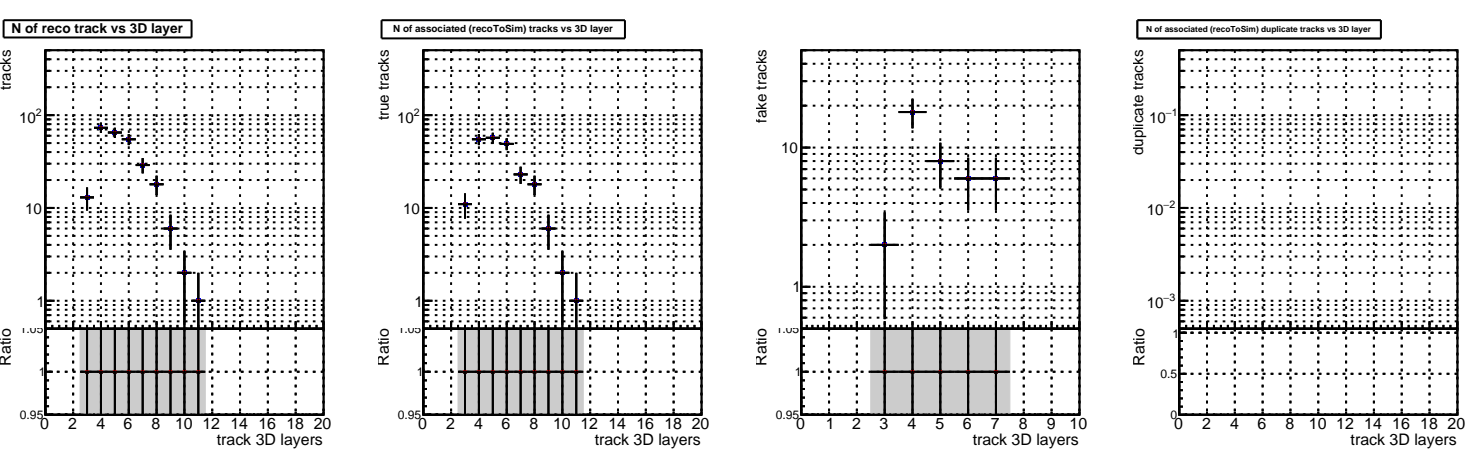 N of reco track vs 3D layer
tracks
10²
10
1
Ratio
1.05
1
0.95
0 2 4 6 8 10 12 14 16 18 20
track 3D layers
N of associated (recoToSim) tracks vs 3D layer
true tracks
10²
10
1
Ratio
1.05
1
0.95
0 2 4 6 8 10 12 14 16 18 20
track 3D layers
fake tracks
10
1
Ratio
1.05
1
0.95
0 1 2 3 4 5 6 7 8 9 10
track 3D layers
N of associated (recoToSim) duplicate tracks vs 3D layer
duplicate tracks
10⁻¹
10⁻²
10⁻³
Ratio
1
0.5
0
0 2 4 6 8 10 12 14 16 18 20
track 3D layers